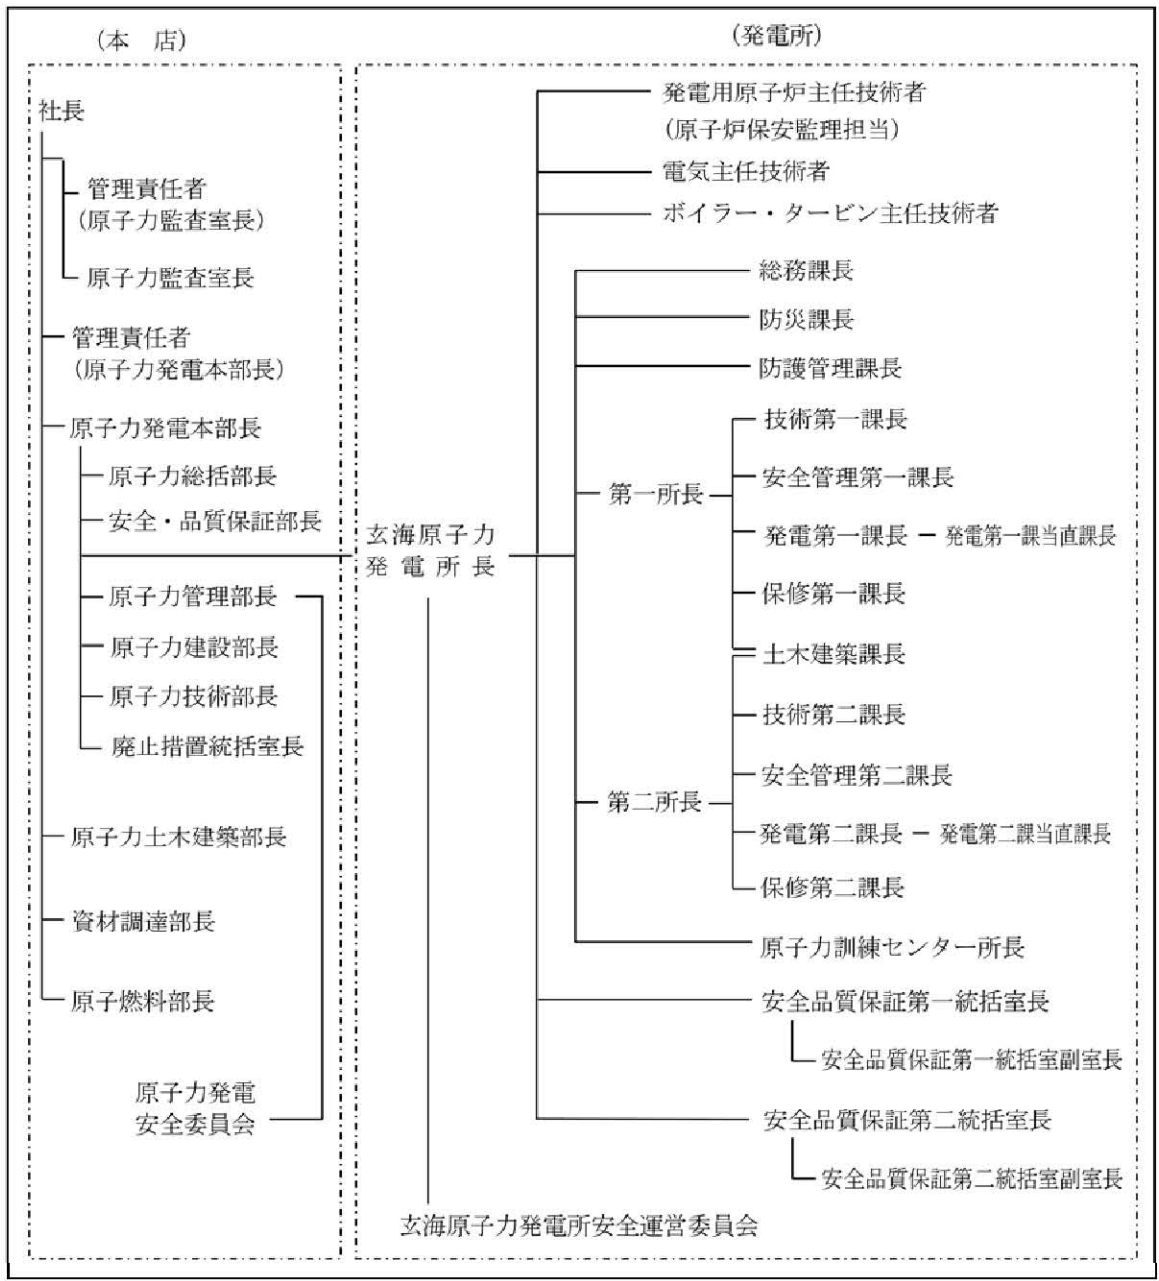 (本 店)
社長
管理責任者
(原子力監査室長)
原子力監査室長
管理責任者
(原子力発電本部長)
原子力発電本部長
原子力総括部長
安全・品質保証部長
原子力管理部長
原子力建設部長
原子力技術部長
廃止措置統括室長
原子力土木建築部長
資材調達部長
原子燃料部長
原子力発電
安全委員会
(発電所)
玄海原子力
発電所長
発電用原子炉主任技術者
(原子炉保安監理担当)
電気主任技術者
ボイラー・タービン主任技術者
総務課長
防災課長
防護管理課長
第一所長
技術第一課長
安全管理第一課長
発電第一課長 － 発電第一課当直課長
保修第一課長
土木建築課長
第二所長
技術第二課長
安全管理第二課長
発電第二課長 － 発電第二課当直課長
保修第二課長
原子力訓練センター所長
安全品質保証第一統括室長
安全品質保証第一統括室副室長
安全品質保証第二統括室長
安全品質保証第二統括室副室長
玄海原子力発電所安全運営委員会